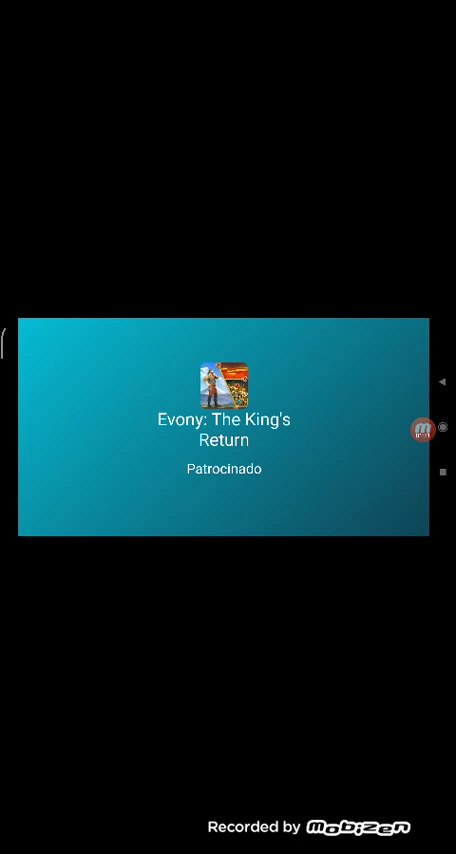 Evony: The King's
Return
Patrocinado
Recorded by Mobizen